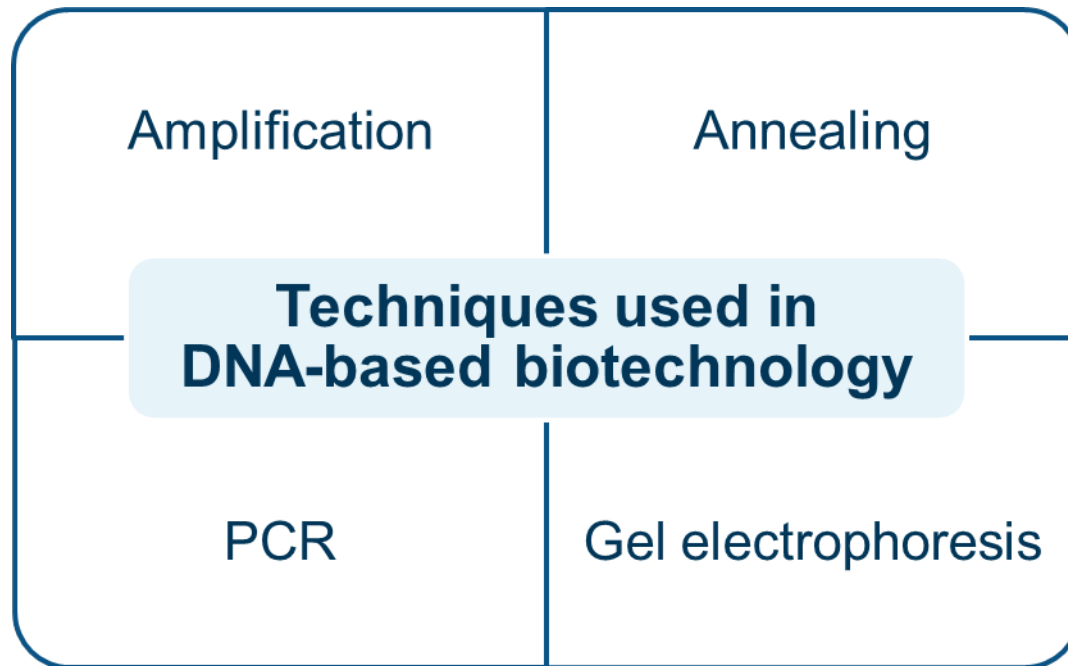 Amplification
Annealing
Techniques used in
DNA-based biotechnology
PCR
Gel electrophoresis